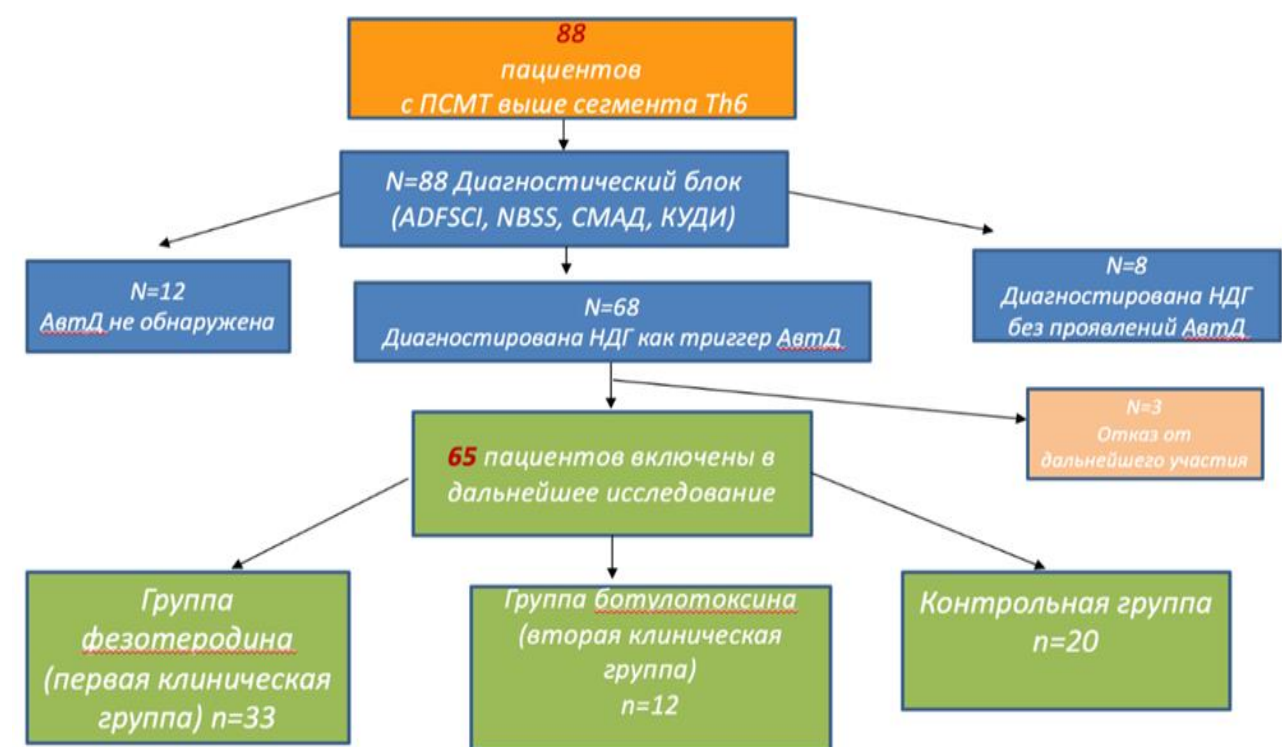 88
пациентов
с ПСМТ выше сегмента Th6
N=88 Диагностический блок
(ADFSCI, NBSS, СМАД, КУДИ)
N=12
АвтД не обнаружена
N=68
Диагностирована НДГ как триггер АвтД
N=8
Диагностирована НДГ
без проявлений АвтД
N=3
Отказ от
дальнейшего участия
65 пациентов включены в
дальнейшее исследование
Группа
фезотеродина
(первая клиническая
группа) n=33
Группа ботулотоксина
(вторая клиническая
группа)
n=12
Контрольная группа
n=20